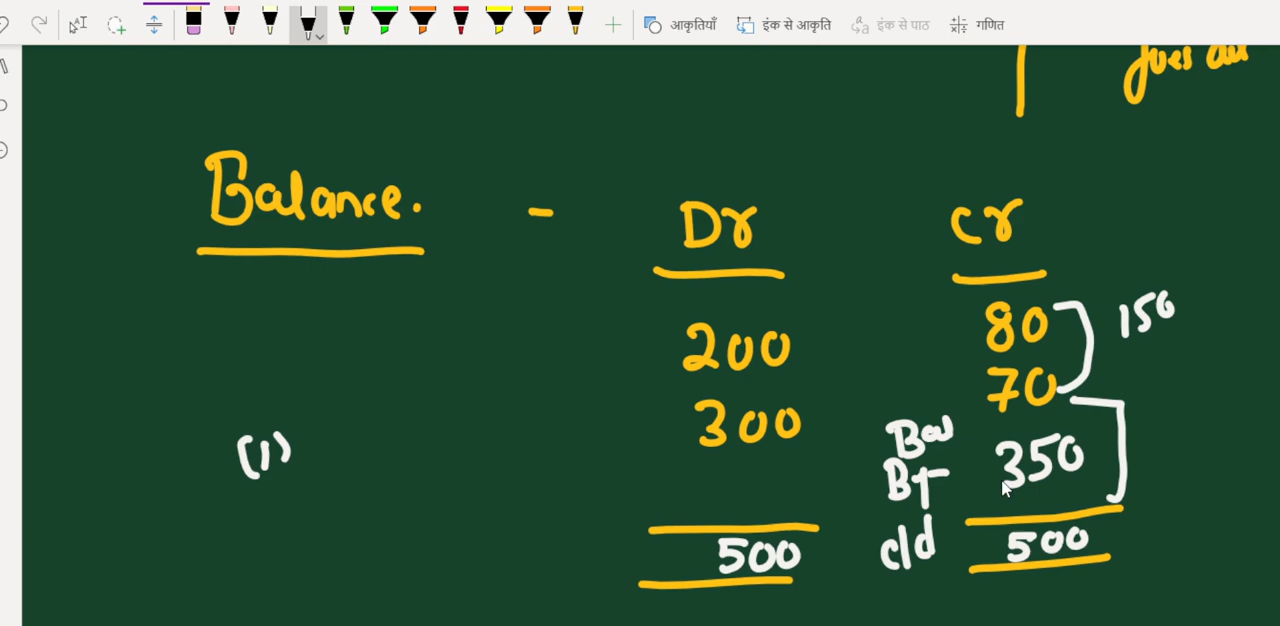 आकृतियाँ इंक से आकृति इंक से पाठ गणित
Balance. - Dr Cr
200 80
300 70 150
(1) Bal 350
c/d
500 500